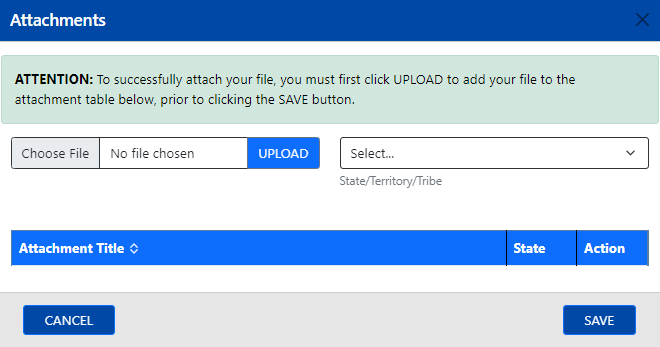 Attachments
ATTENTION: To successfully attach your file, you must first click UPLOAD to add your file to the
attachment table below, prior to clicking the SAVE button.
Choose File No file chosen UPLOAD Select...
State/Territory/Tribe
Attachment Title State Action
CANCEL SAVE